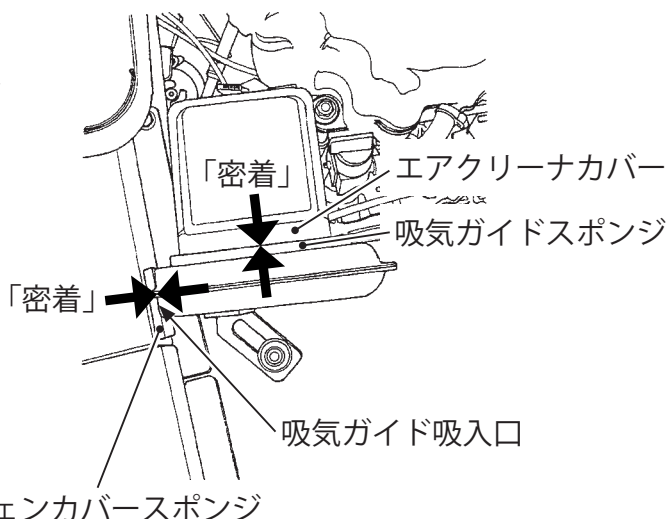 「密着」
エアクリーナカバー
吸気ガイドスポンジ
「密着」
吸気ガイド吸入口
ェンカバースポンジ